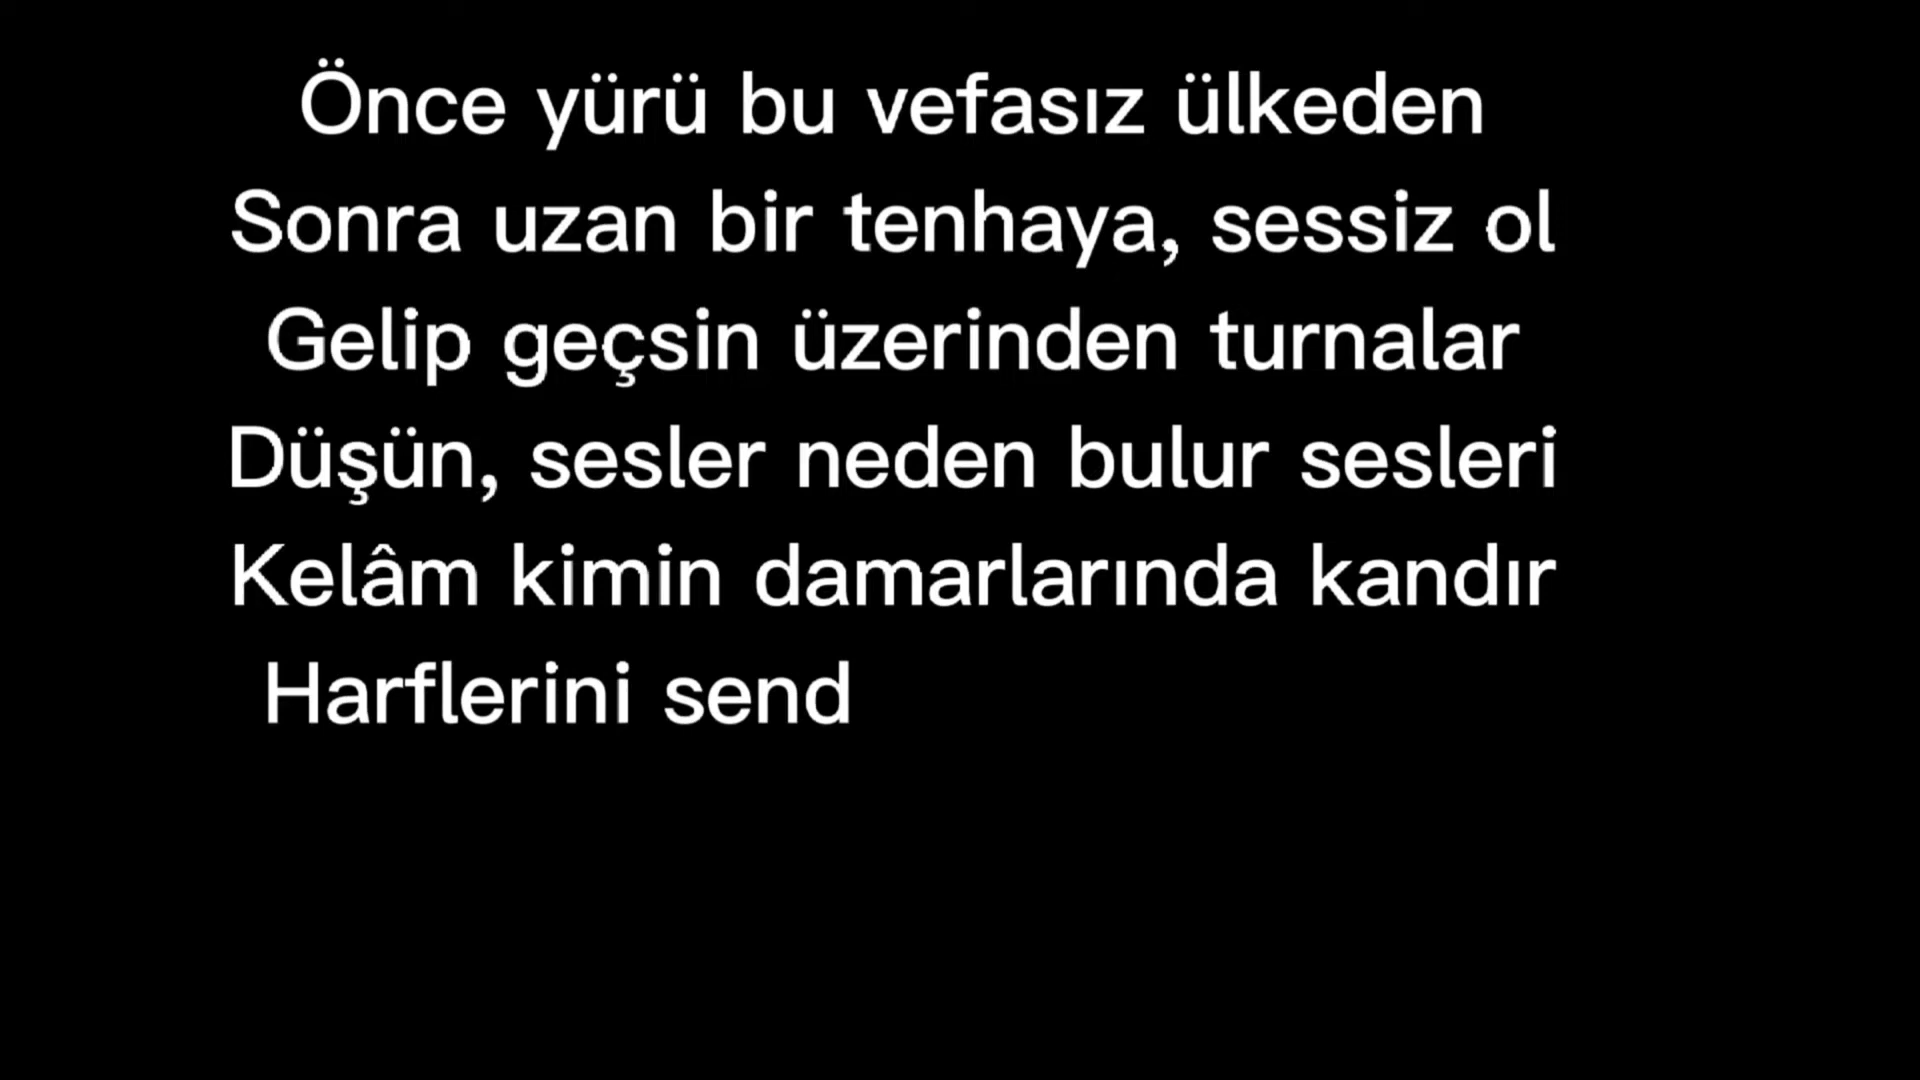 Önce yürü bu vefasız ülkeden
Sonra uzan bir tenhaya, sessiz ol
Gelip geçsin üzerinden turnalar
Düşün, sesler neden bulur sesleri
Kelâm kimin damarlarında kandır
Harflerini send